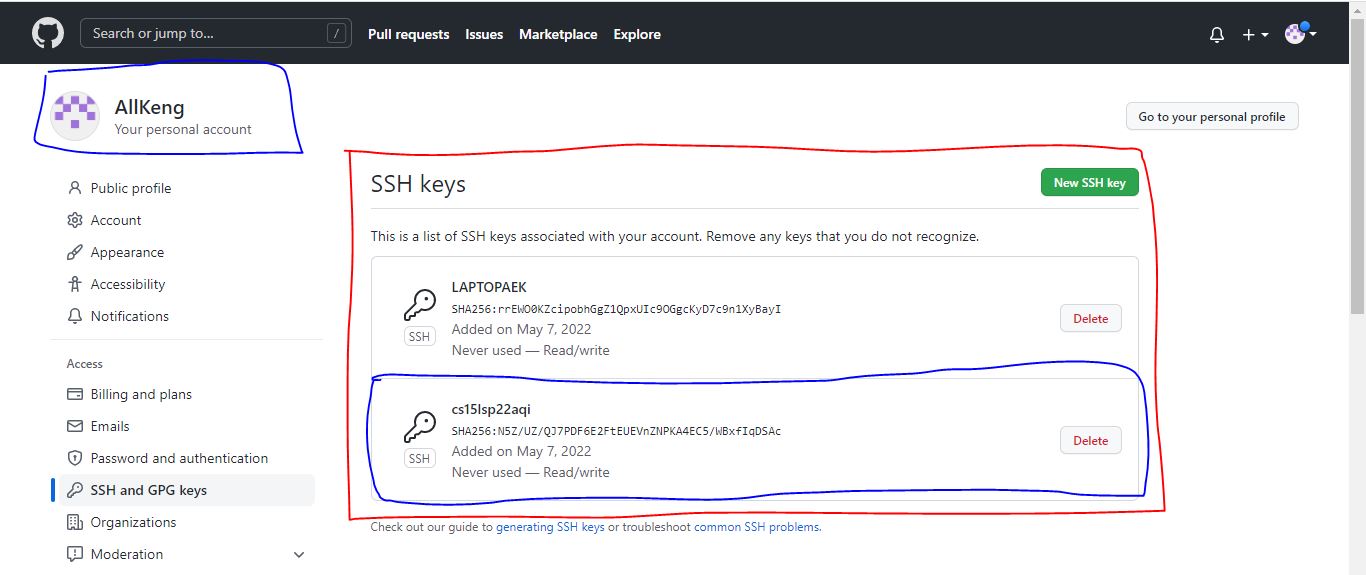 Search or jump to... /
Pull requests Issues Marketplace Explore
AllKeng
Your personal account
Go to your personal profile
Public profile
Account
Appearance
Accessibility
Notifications
Access
Billing and plans
Emails
Password and authentication
SSH and GPG keys
Organizations
Moderation
SSH keys
New SSH key
This is a list of SSH keys associated with your account. Remove any keys that you do not recognize.
LAPTOPAEK
SHA256:rrEWO0KZcipobhGgZ1QpxUIc9OGgcKyD7c9n1XyBayI
SSH
Added on May 7, 2022
Never used — Read/write
Delete
cs15lsp22aqi
SHA256:N5Z/UZ/QJ7PDF6E2FtEUEVnZNPKA4EC5/WBxfIqDSAc
SSH
Added on May 7, 2022
Never used — Read/write
Delete
Check out our guide to generating SSH keys or troubleshoot common SSH problems.